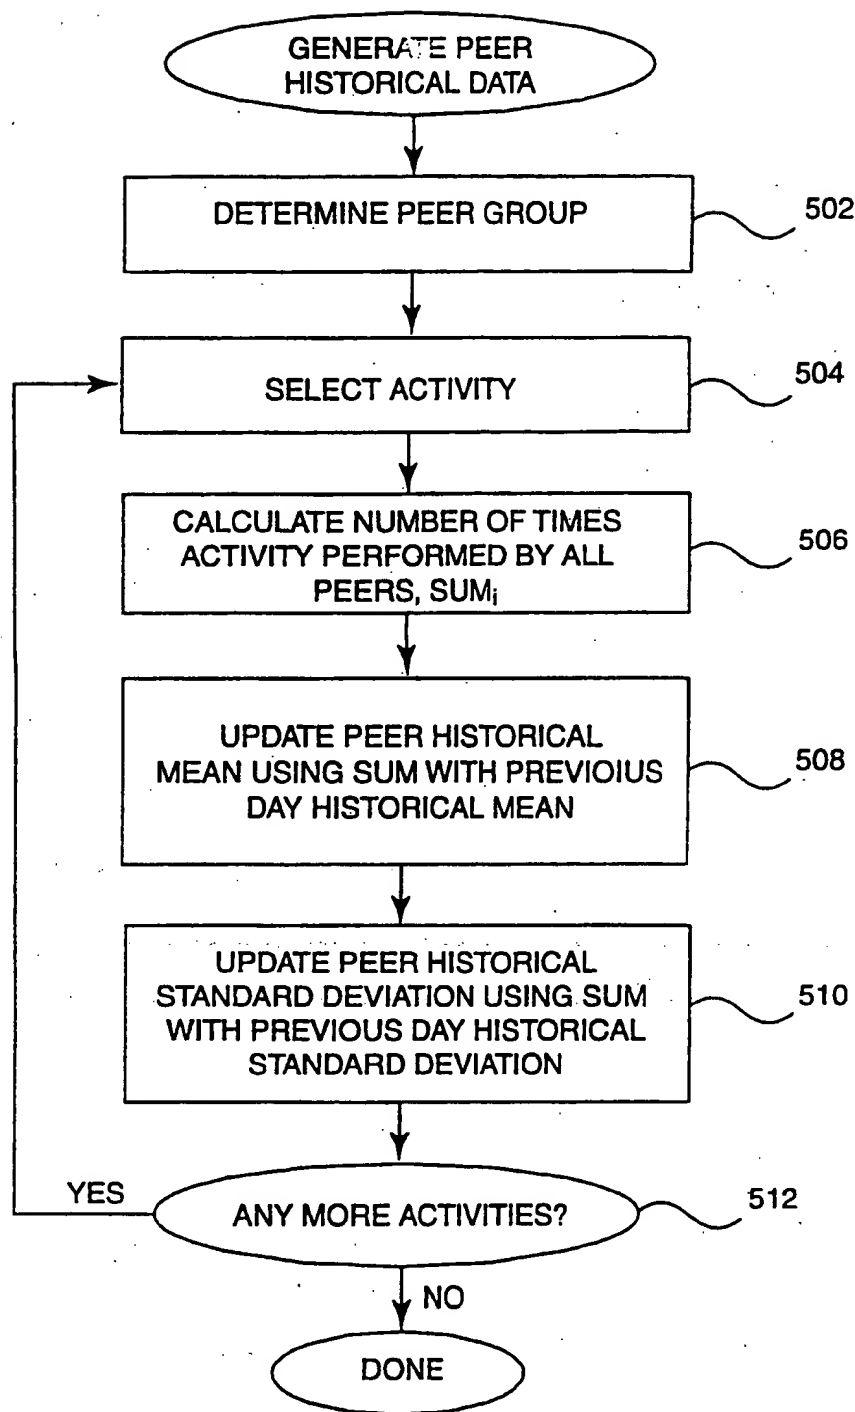 GENERATE PEER
HISTORICAL DATA
DETERMINE PEER GROUP
502
SELECT ACTIVITY
504
CALCULATE NUMBER OF TIMES
ACTIVITY PERFORMED BY ALL
PEERS, SUMi
506
UPDATE PEER HISTORICAL
MEAN USING SUM WITH PREVIOIUS
DAY HISTORICAL MEAN
508
UPDATE PEER HISTORICAL
STANDARD DEVIATION USING SUM
WITH PREVIOUS DAY HISTORICAL
STANDARD DEVIATION
510
YES
ANY MORE ACTIVITIES?
512
NO
DONE